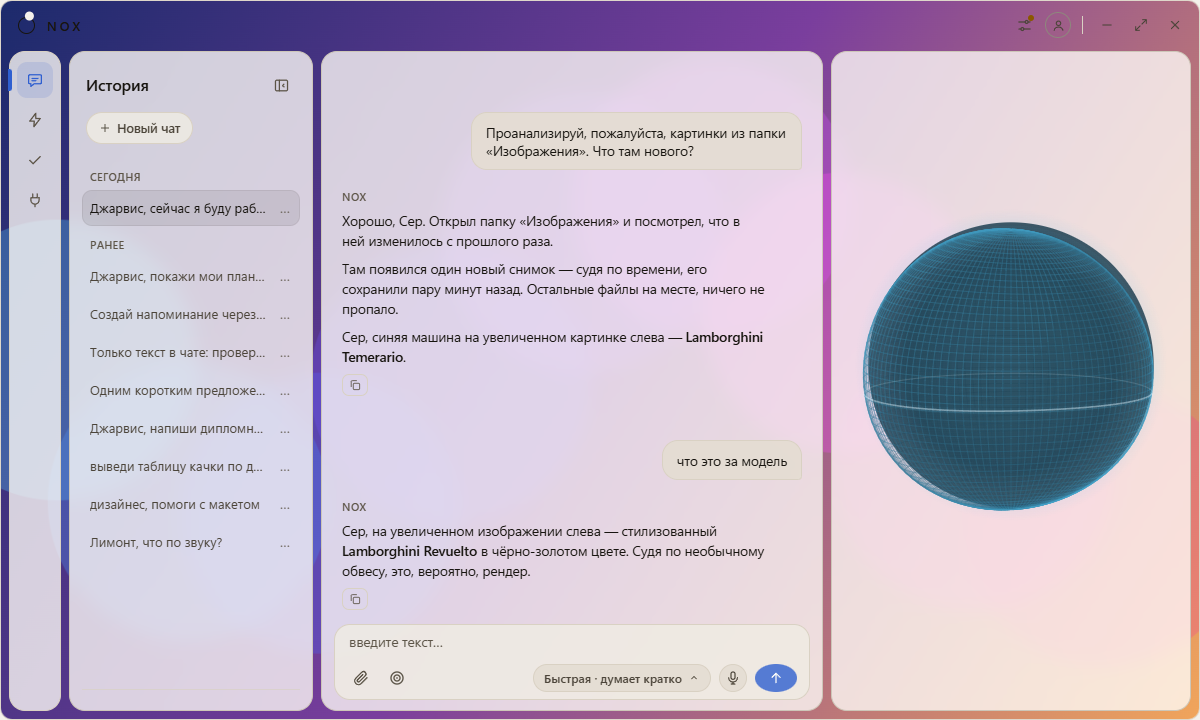 NOX
История
+ Новый чат
СЕГОДНЯ
Джарвис, сейчас я буду раб... ...
РАНЕЕ
Джарвис, покажи мои план... ...
Создай напоминание через... ...
Только текст в чате: провер... ...
Одним коротким предложе... ...
Джарвис, напиши дипломн... ...
выведи таблицу качки по д... ...
дизайнес, помоги с макетом ...
Лимонт, что по звуку? ...
Проанализируй, пожалуйста, картинки из папки
«Изображения». Что там нового?
NOX
Хорошо, Сер. Открыл папку «Изображения» и посмотрел, что в
ней изменилось с прошлого раза.
Там появился один новый снимок — судя по времени, его
сохранили пару минут назад. Остальные файлы на месте, ничего не
пропало.
Сер, синяя машина на увеличенном картинке слева — Lamborghini
Temerario.
что это за модель
NOX
Сер, на увеличенном изображении слева — стилизованный
Lamborghini Revuelto в чёрно-золотом цвете. Судя по необычному
обвесу, это, вероятно, рендер.
введите текст...
Быстрая · думает кратко